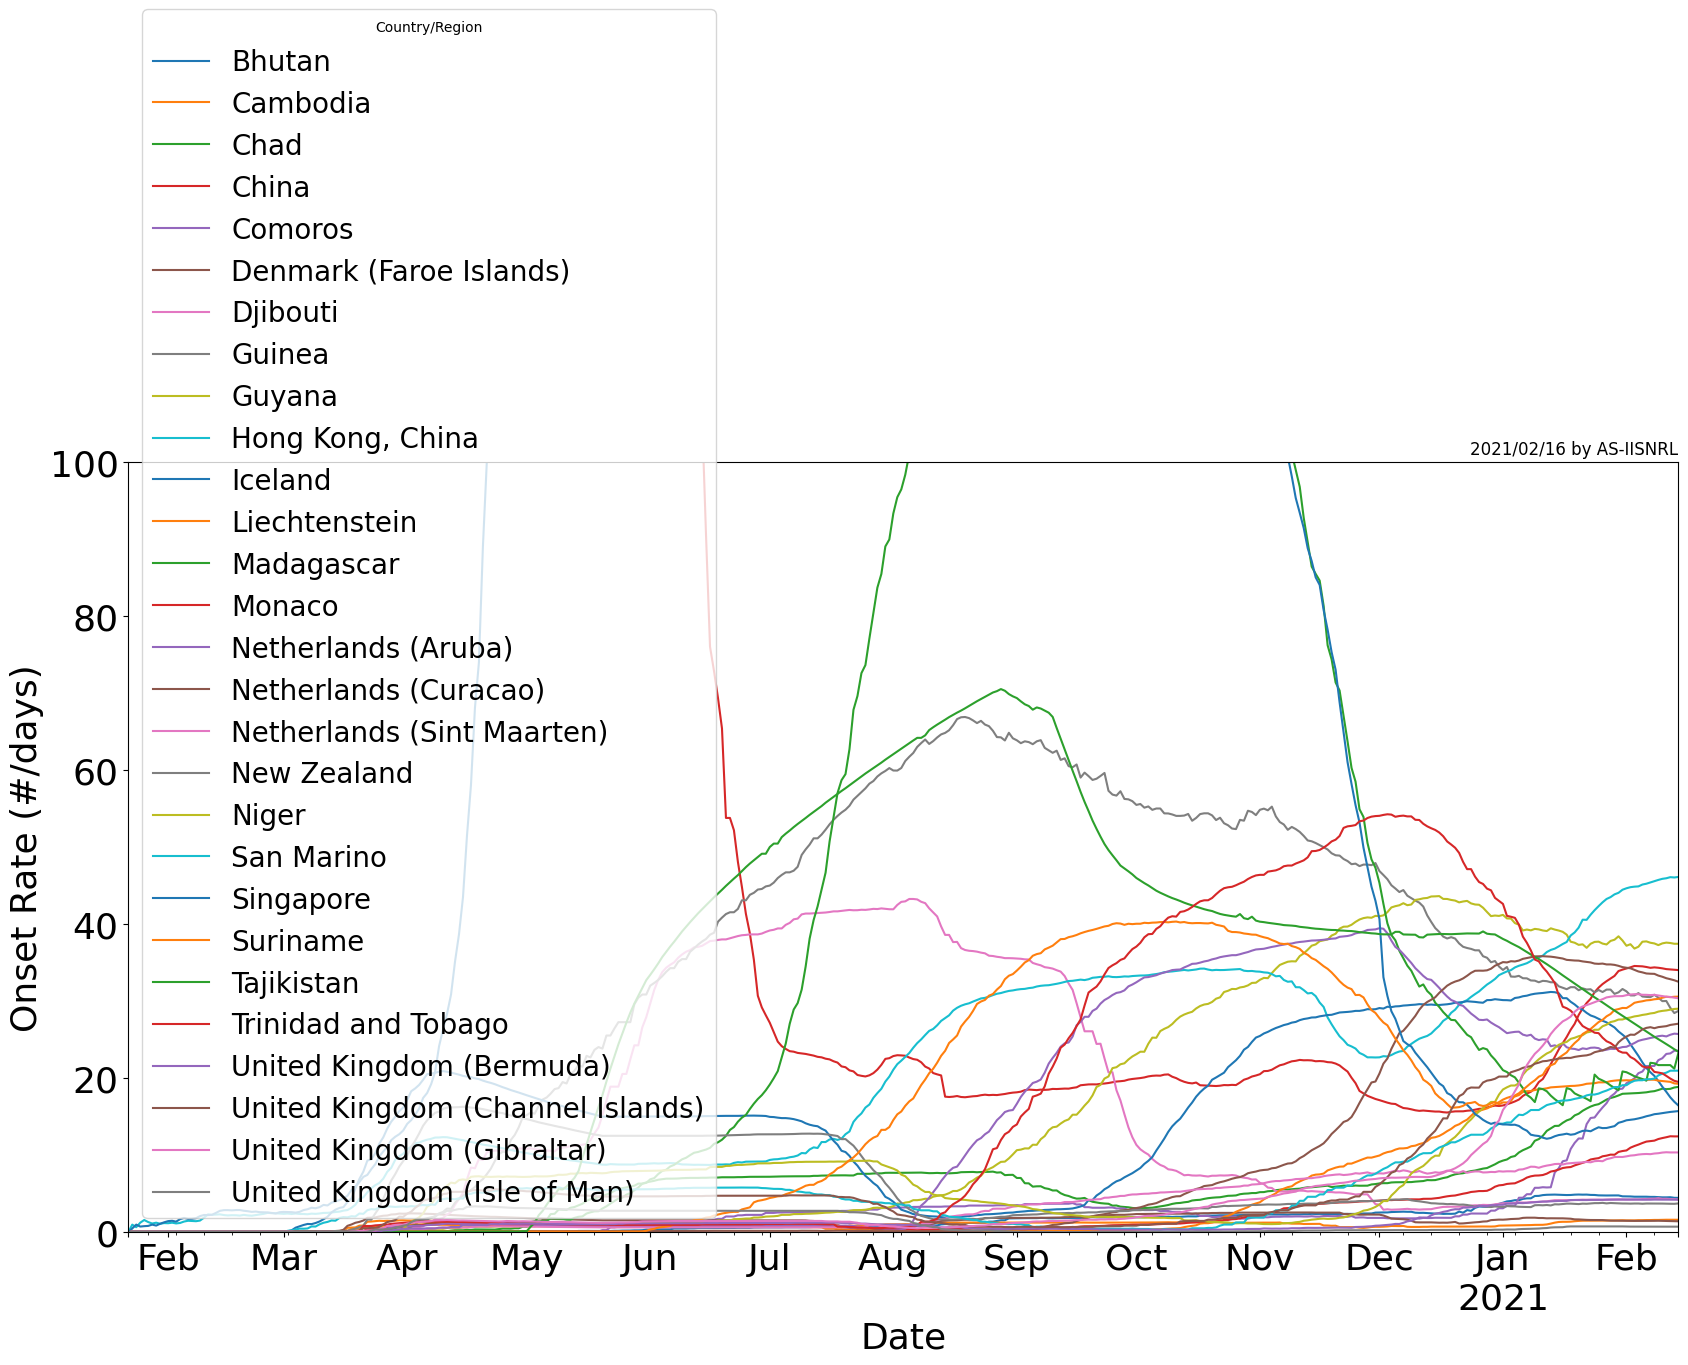 Country/Region
Bhutan
Cambodia
Chad
China
Comoros
Denmark (Faroe Islands)
Djibouti
Guinea
Guyana
Hong Kong, China
Iceland
Liechtenstein
Madagascar
Monaco
Netherlands (Aruba)
Netherlands (Curacao)
Netherlands (Sint Maarten)
New Zealand
Niger
San Marino
Singapore
Suriname
Tajikistan
Trinidad and Tobago
United Kingdom (Bermuda)
United Kingdom (Channel Islands)
United Kingdom (Gibraltar)
United Kingdom (Isle of Man)
2021/02/16 by AS-IISNRL
100
80
60
40
20
0
Onset Rate (#/days)
Feb Mar Apr May Jun Jul Aug Sep Oct Nov Dec Jan Feb
2021
Date